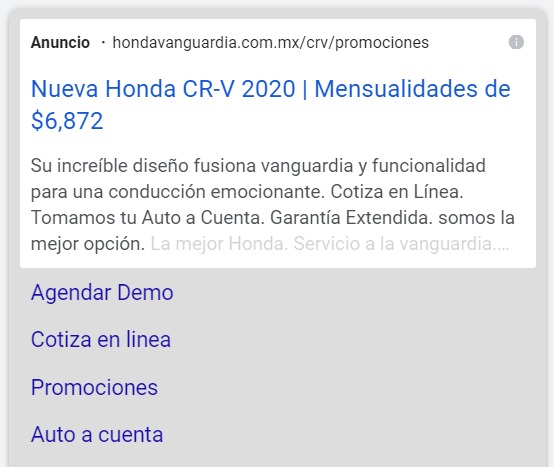 Anuncio · hondavanguardia.com.mx/crv/promociones
Nueva Honda CR-V 2020 | Mensualidades de
$6,872
Su increíble diseño fusiona vanguardia y funcionalidad
para una conducción emocionante. Cotiza en Línea.
Tomamos tu Auto a Cuenta. Garantía Extendida. somos la
mejor opción. La mejor Honda. Servicio a la vanguardia....
Agendar Demo
Cotiza en linea
Promociones
Auto a cuenta